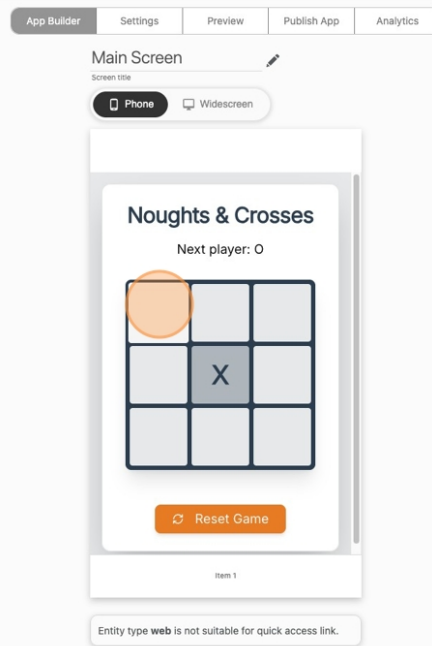 App Builder
Settings
Preview
Publish App
Analytics
Main Screen
Screen title
Phone
Widescreen
Noughts & Crosses
Next player: O
X
Reset Game
Item 1
Entity type web is not suitable for quick access link.